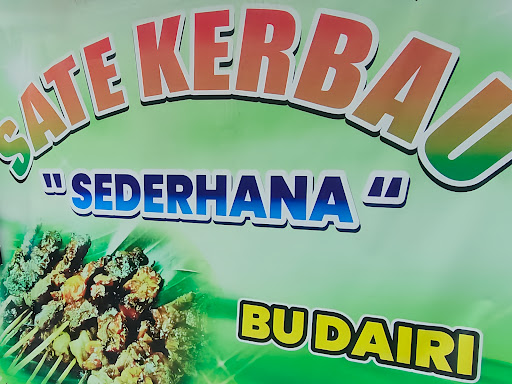 SATE KERBAU
"SEDERHANA"
BU DAIRI